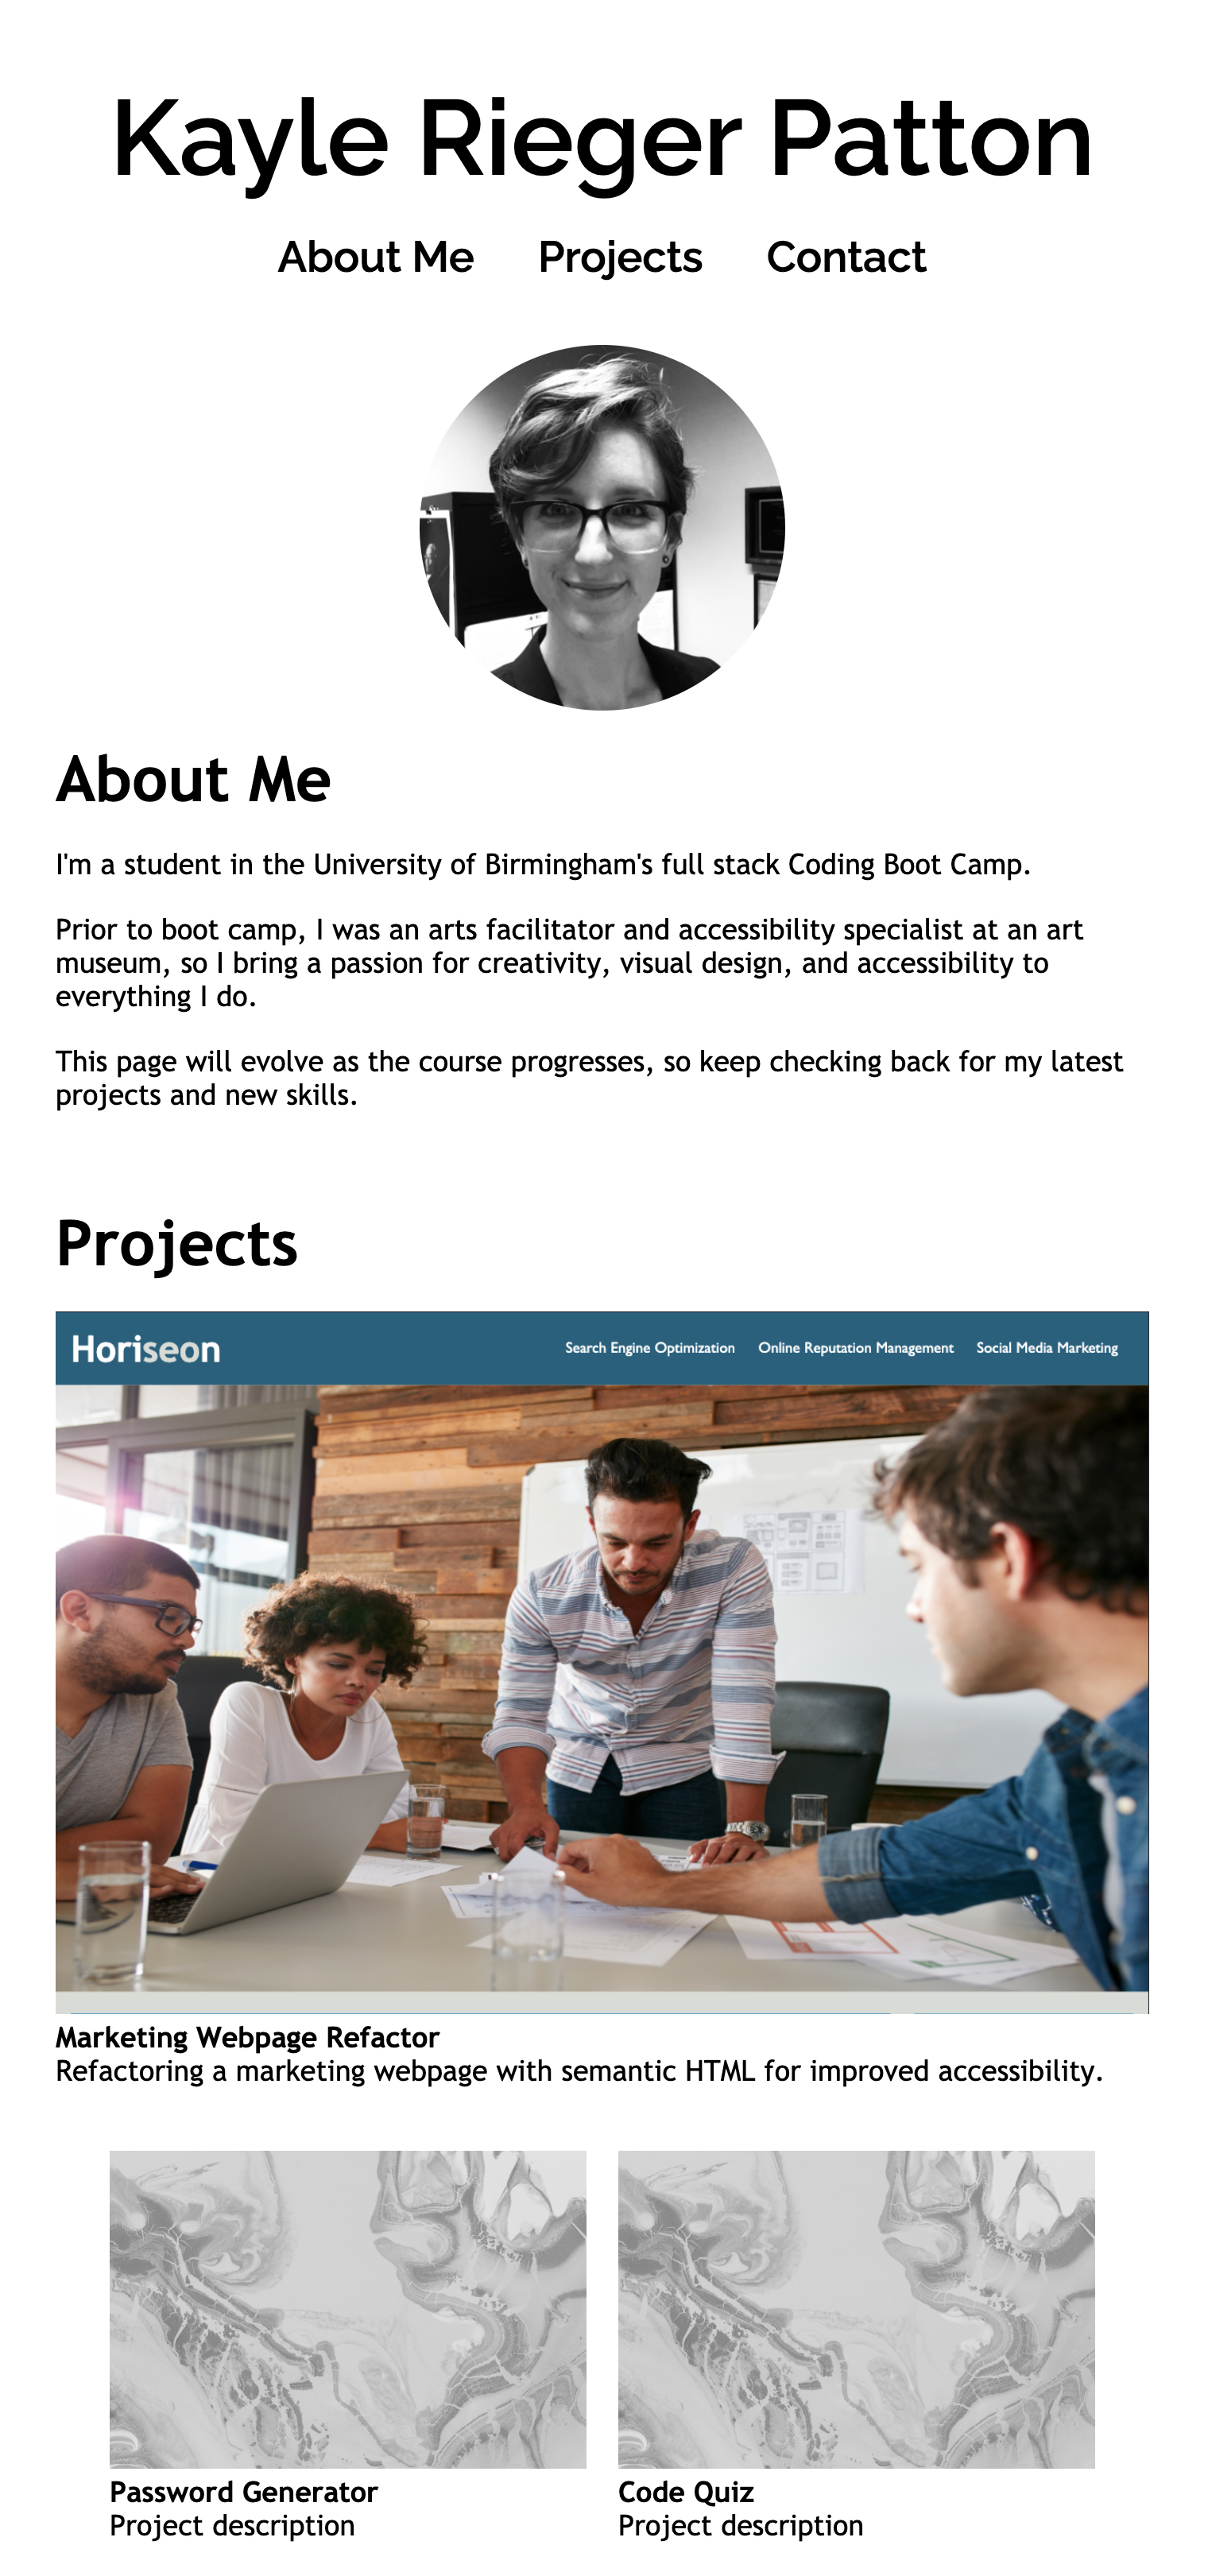 Kayle Rieger Patton
About Me Projects Contact
About Me
I'm a student in the University of Birmingham's full stack Coding Boot Camp.
Prior to boot camp, I was an arts facilitator and accessibility specialist at an art
museum, so I bring a passion for creativity, visual design, and accessibility to
everything I do.
This page will evolve as the course progresses, so keep checking back for my latest
projects and new skills.
Projects
Horiseon Search Engine Optimization Online Reputation Management Social Media Marketing
Marketing Webpage Refactor
Refactoring a marketing webpage with semantic HTML for improved accessibility.
Password Generator
Project description
Code Quiz
Project description